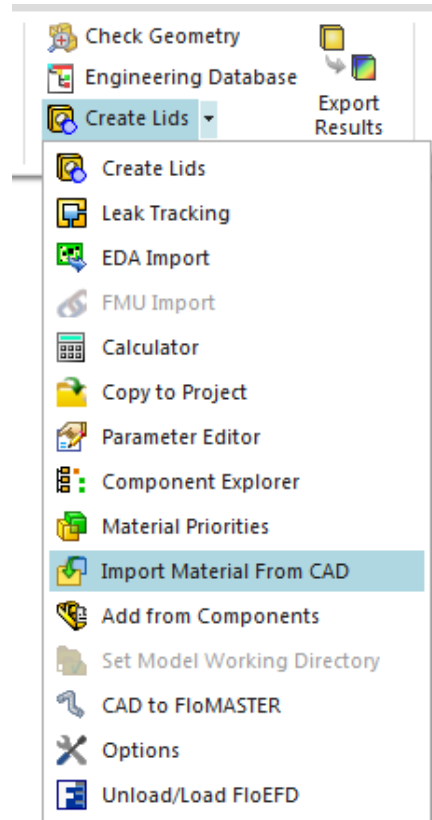 Check Geometry
Engineering Database
Create Lids
Export
Results
Create Lids
Leak Tracking
EDA Import
FMU Import
Calculator
Copy to Project
Parameter Editor
Component Explorer
Material Priorities
Import Material From CAD
Add from Components
Set Model Working Directory
CAD to FloMASTER
Options
Unload/Load FloEFD